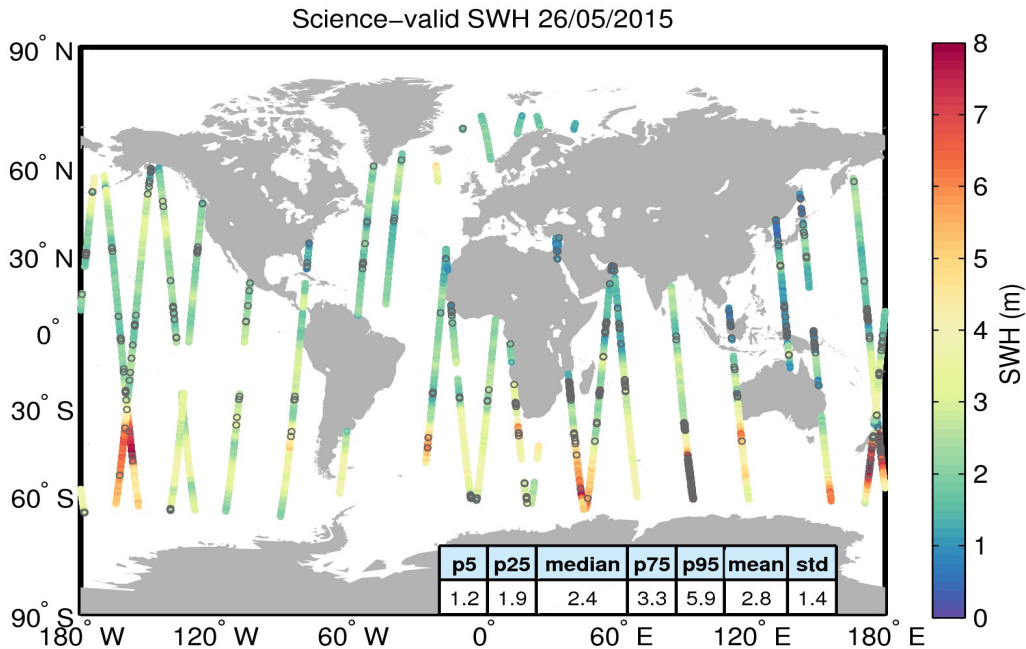 Science−valid SWH 26/05/2015
90° N
60° N
30° N
0°
30° S
60° S
90° S
180° W
120° W
60° W
0°
60° E
120° E
180° E
p5 p25 median p75 p95 mean std
1.2 1.9 2.4 3.3 5.9 2.8 1.4
8
7
6
5
4
3
2
1
0
SWH (m)